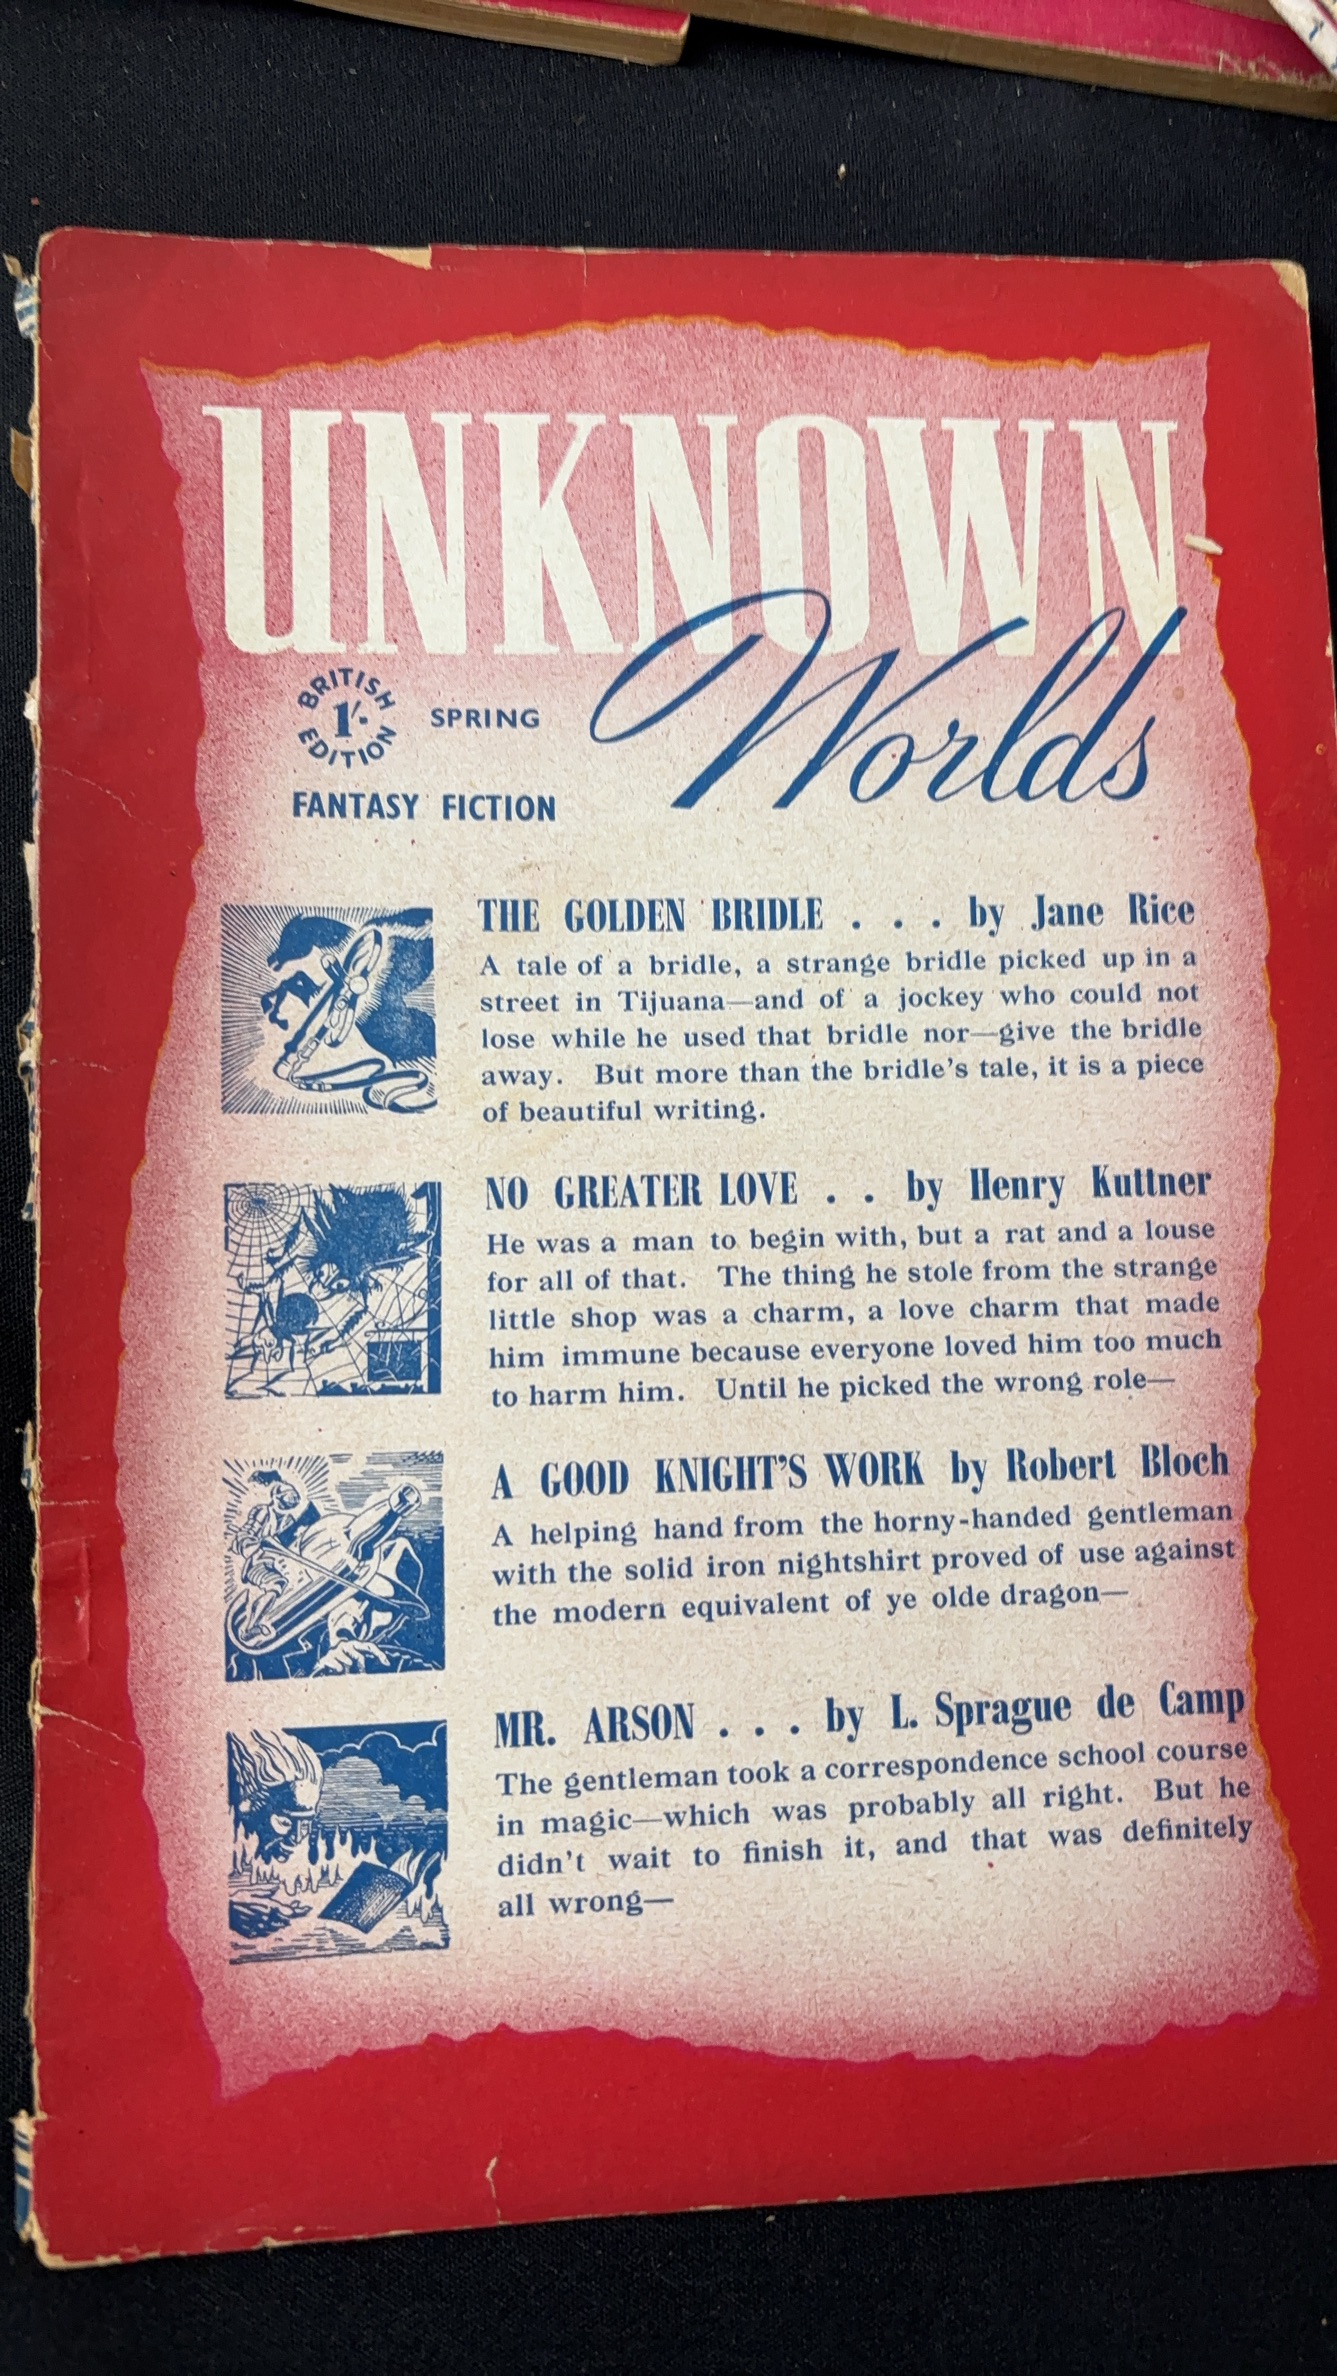 UNKNOWN
Worlds
BRITISH
1/-
EDITION
SPRING
FANTASY FICTION
THE GOLDEN BRIDLE . . . by Jane Rice
A tale of a bridle, a strange bridle picked up in a
street in Tijuana—and of a jockey who could not
lose while he used that bridle nor—give the bridle
away. But more than the bridle's tale, it is a piece
of beautiful writing.
NO GREATER LOVE . . by Henry Kuttner
He was a man to begin with, but a rat and a louse
for all of that. The thing he stole from the strange
little shop was a charm, a love charm that made
him immune because everyone loved him too much
to harm him. Until he picked the wrong role—
A GOOD KNIGHT'S WORK by Robert Bloch
A helping hand from the horny-handed gentleman
with the solid iron nightshirt proved of use against
the modern equivalent of ye olde dragon—
MR. ARSON . . . by L. Sprague de Camp
The gentleman took a correspondence school course
in magic—which was probably all right. But he
didn't wait to finish it, and that was definitely
all wrong—